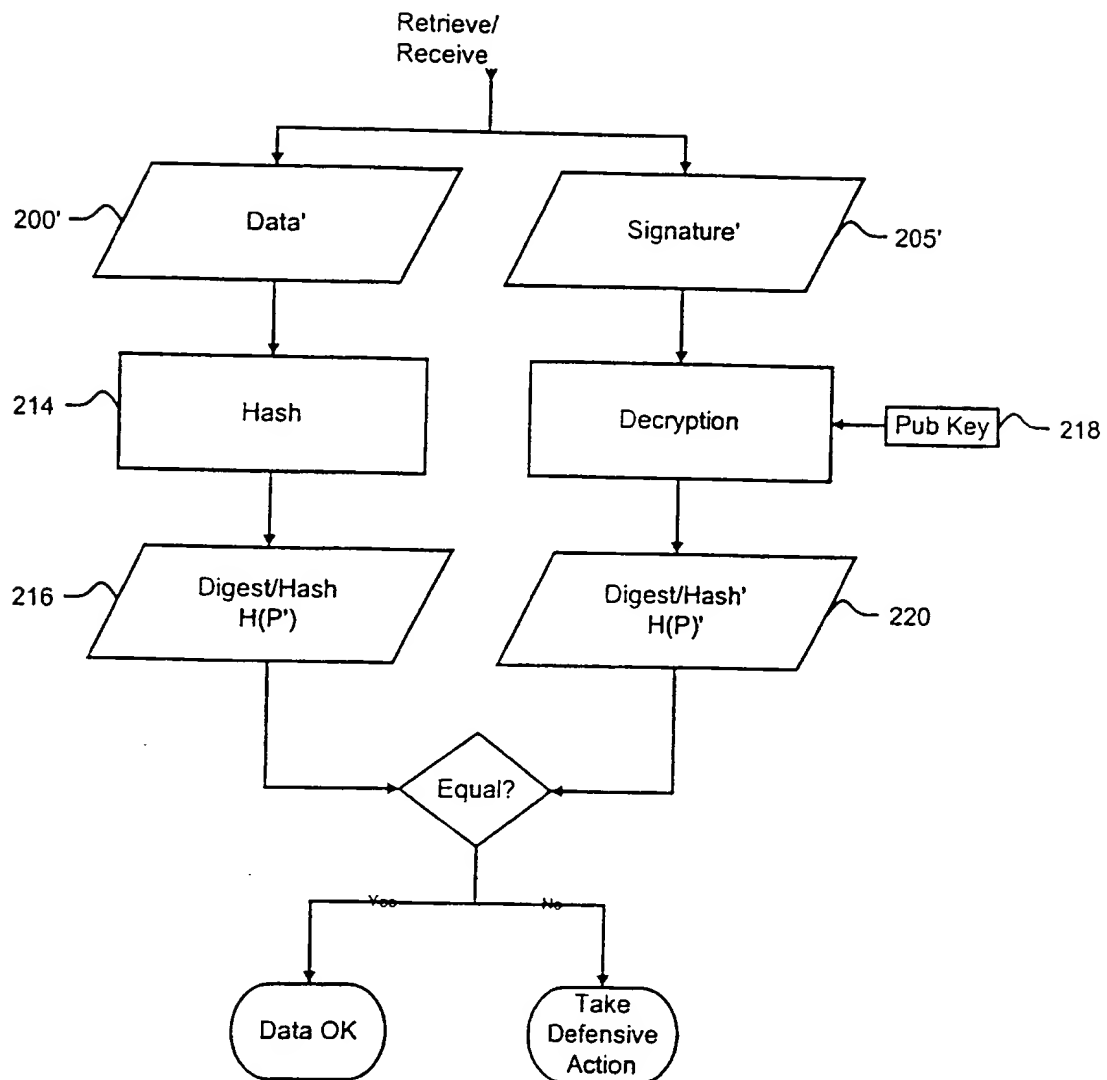 Retrieve/
Receive
200'
Data'
Signature'
205'
214
Hash
Decryption
Pub Key
218
216
Digest/Hash
H(P')
Digest/Hash'
H(P)'
220
Equal?
Yes
No
Data OK
Take
Defensive
Action